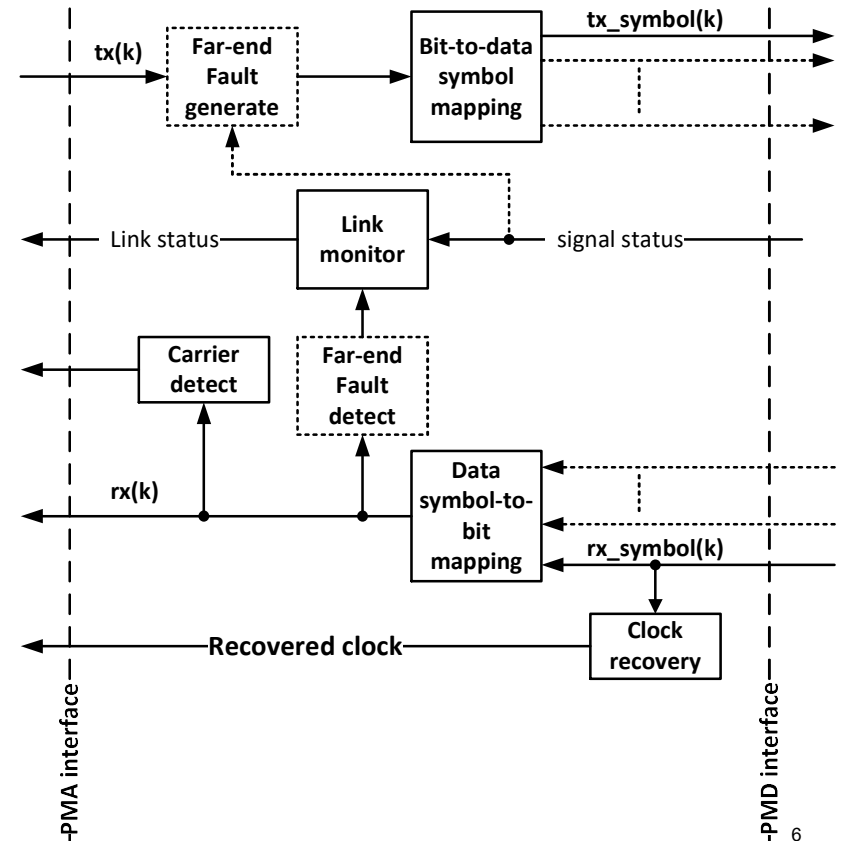 tx_symbol(k)
tx(k)
Far-end
Fault
generate
Bit-to-data
symbol
mapping
Link status
Link
monitor
signal status
Carrier
detect
Far-end
Fault
detect
rx(k)
Data
symbol-to-
bit
mapping
rx_symbol(k)
Recovered clock
Clock
recovery
PMA interface
PMD interface
6